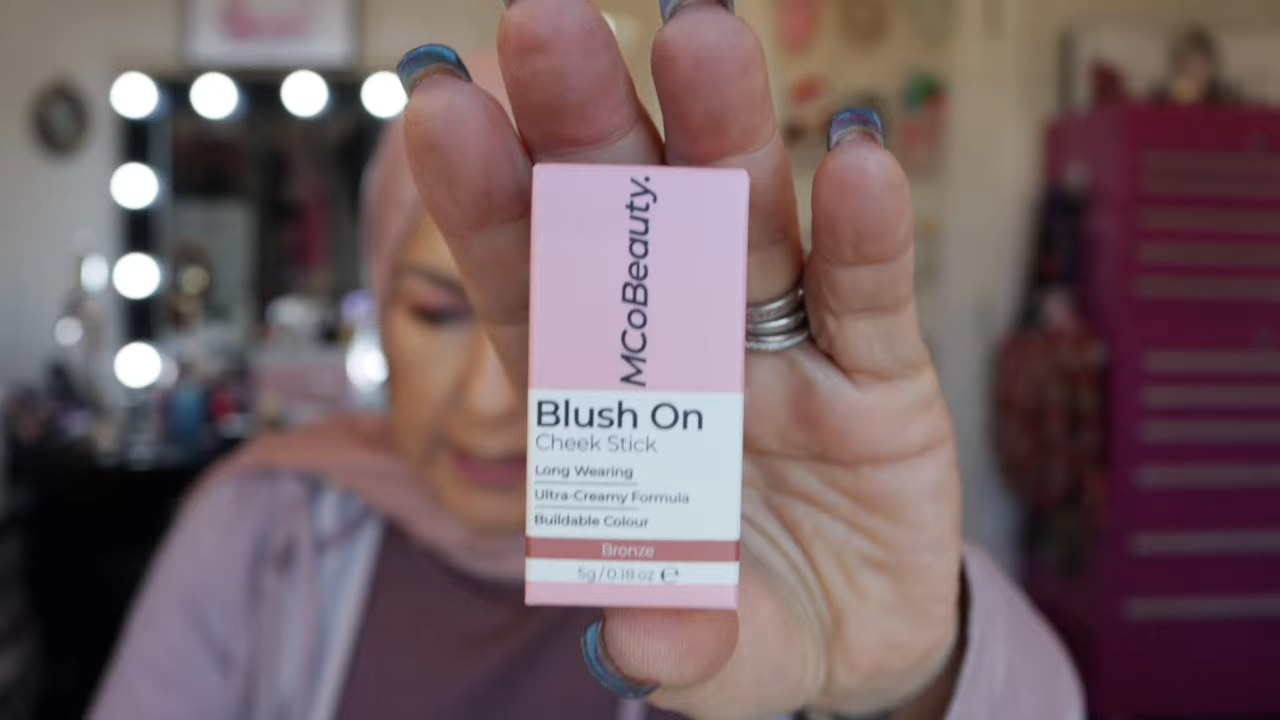 MCoBeauty.
Blush On
Cheek Stick
Long Wearing
Ultra-Creamy Formula
Buildable Colour
Bronze
5g / 0.18 oz ℮